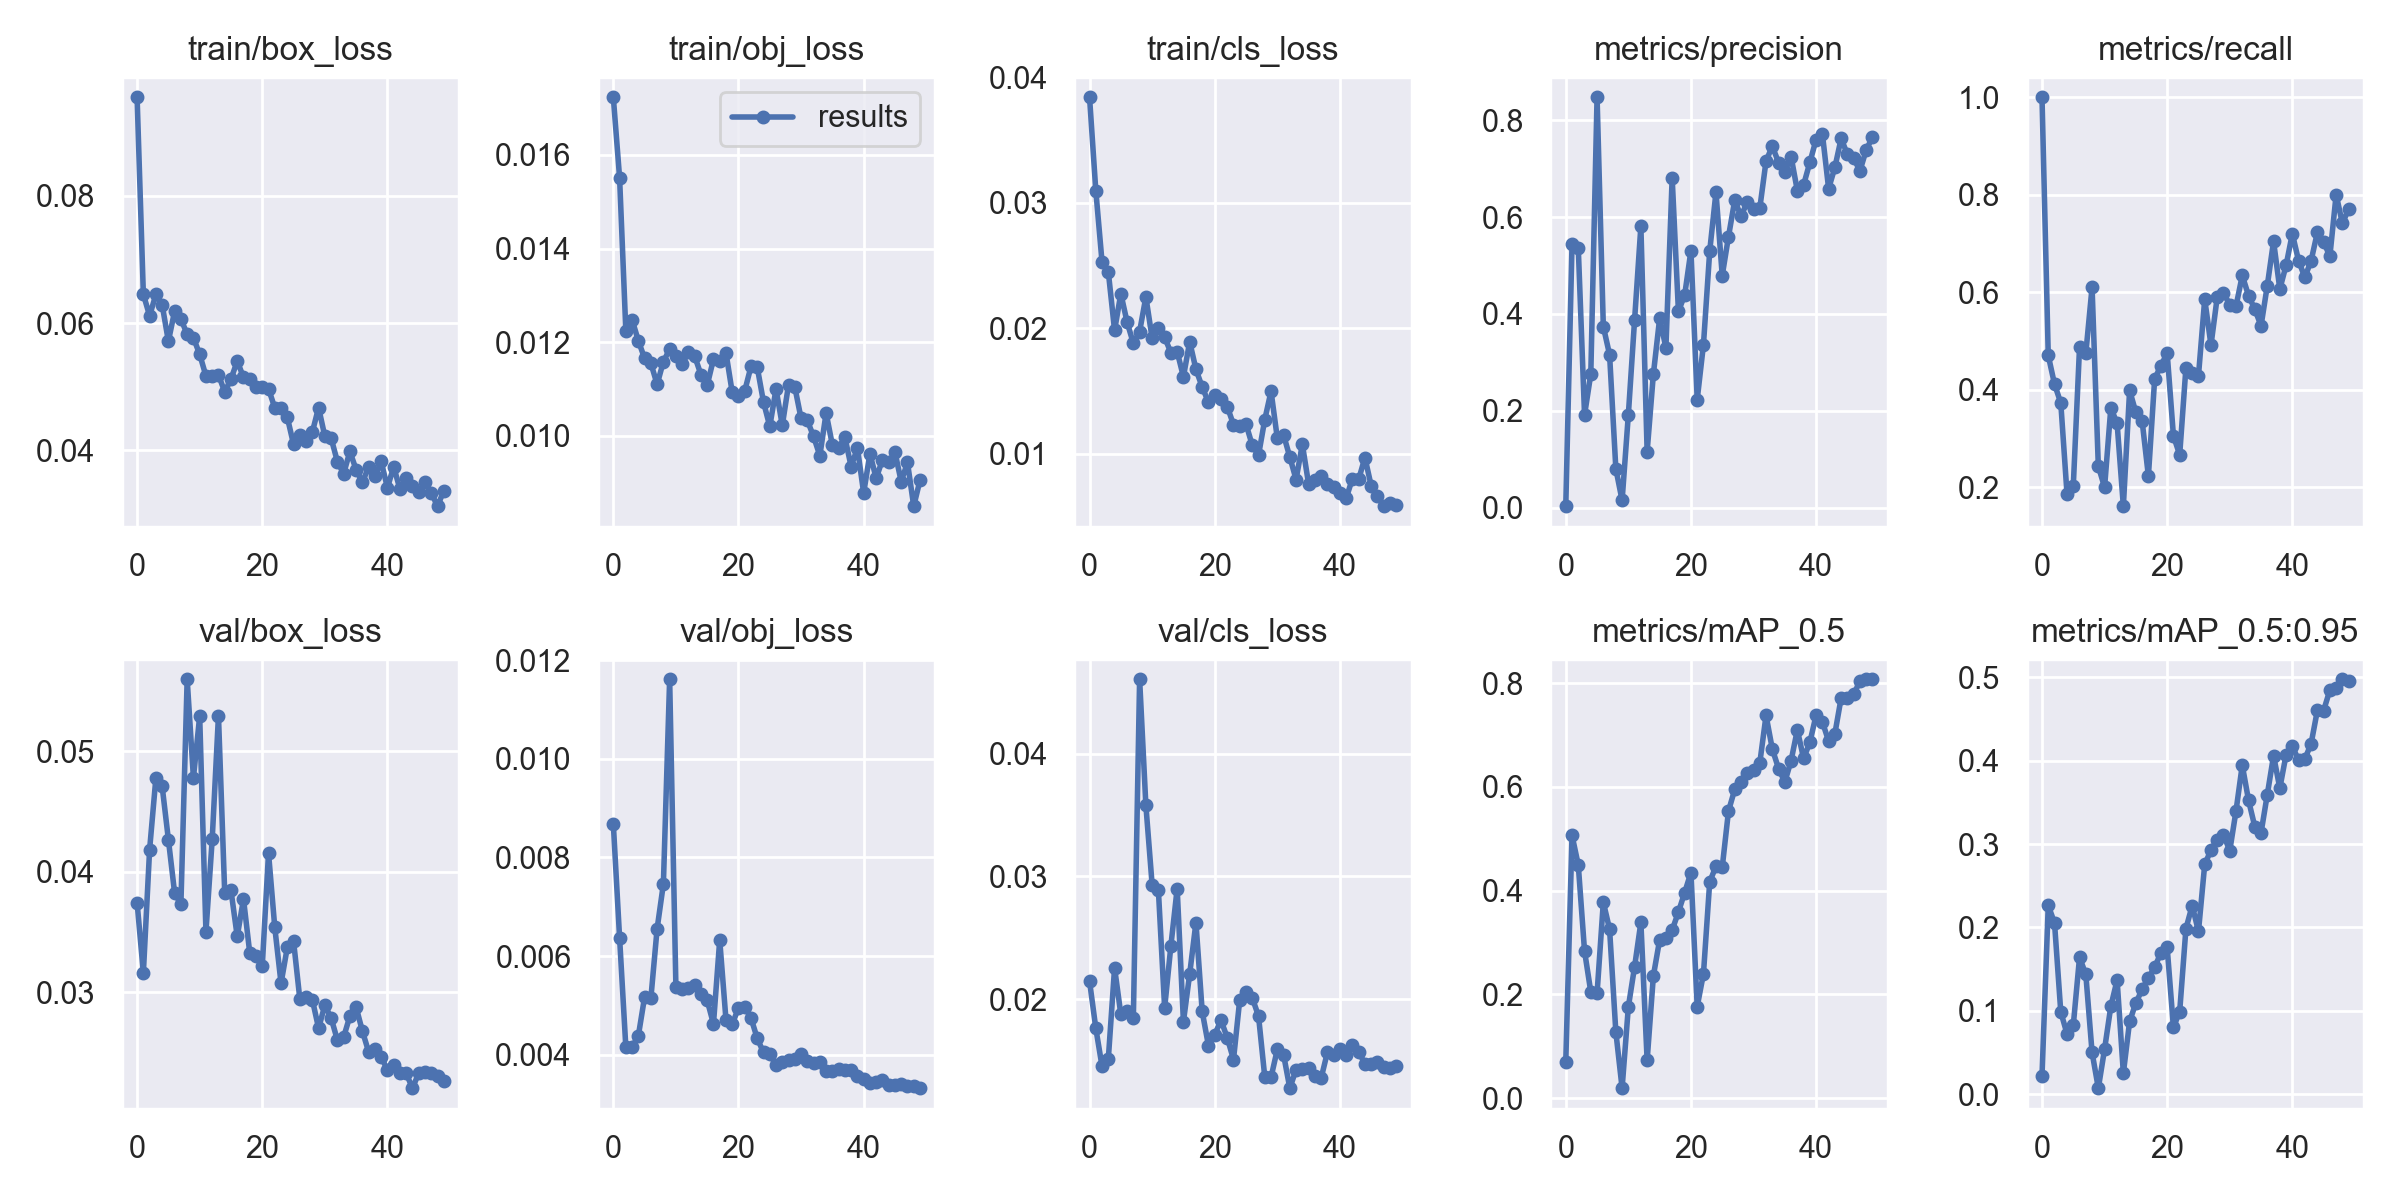 train/box_loss
0.08
0.06
0.04
0 20 40
train/obj_loss
results
0.016
0.014
0.012
0.010
0 20 40
train/cls_loss
0.04
0.03
0.02
0.01
0 20 40
metrics/precision
0.8
0.6
0.4
0.2
0.0
0 20 40
metrics/recall
1.0
0.8
0.6
0.4
0.2
0 20 40
val/box_loss
0.05
0.04
0.03
0 20 40
val/obj_loss
0.012
0.010
0.008
0.006
0.004
0 20 40
val/cls_loss
0.04
0.03
0.02
0 20 40
metrics/mAP_0.5
0.8
0.6
0.4
0.2
0.0
0 20 40
metrics/mAP_0.5:0.95
0.5
0.4
0.3
0.2
0.1
0.0
0 20 40